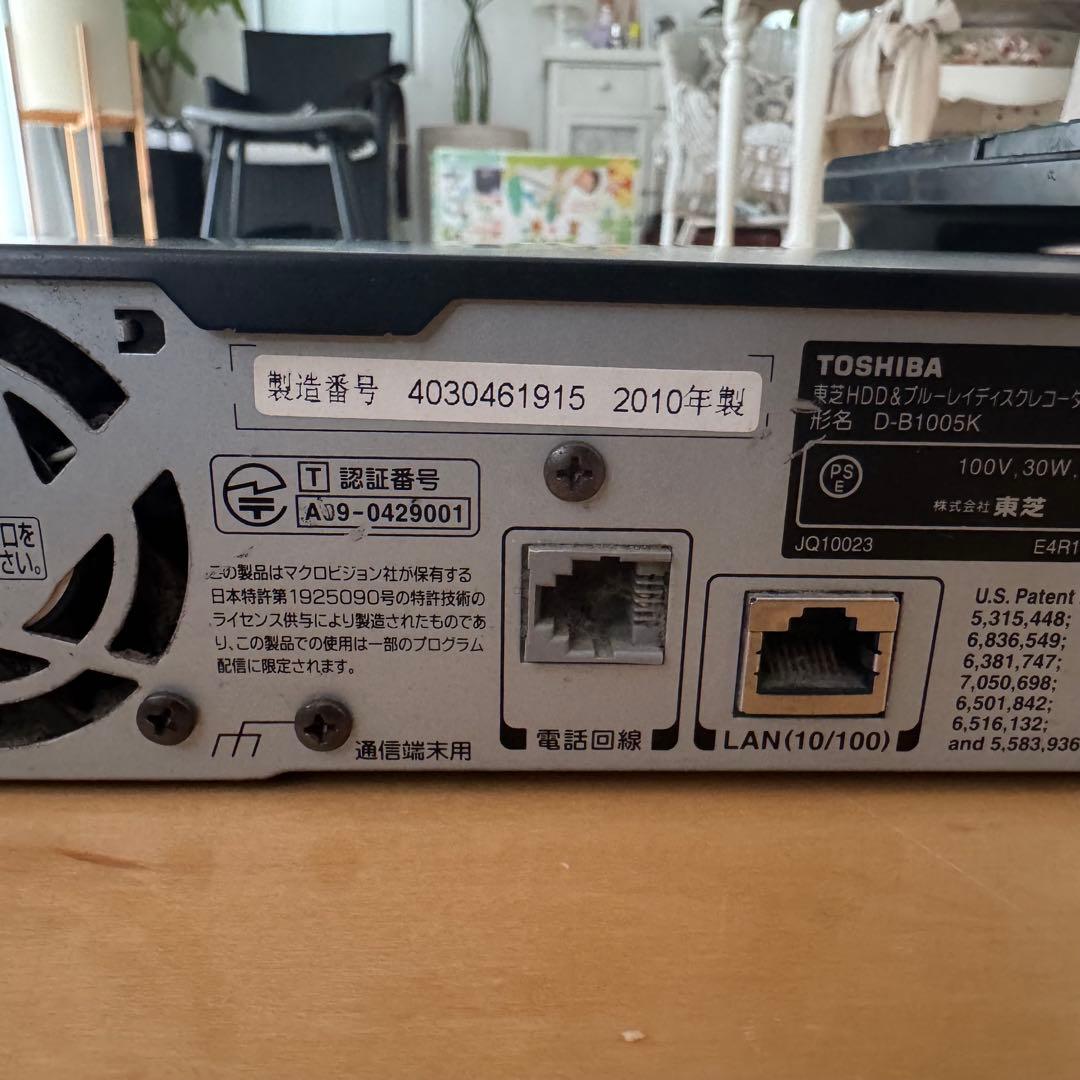 製造番号 4030461915 2010年製
TOSHIBA
東芝HDD&ブルーレイディスクレコーダ
形名 D-B1005K
PS
E
100V,30W,
株式会社 東芝
JQ10023 E4R1
T 認証番号
A09-0429001
口を
さい。
この製品はマクロビジョン社が保有する
日本特許第1925090号の特許技術の
ライセンス供与により製造されたものであ
り、この製品での使用は一部のプログラム
配信に限定されます。
通信端末用
電話回線
LAN(10/100)
U.S. Patent
5,315,448;
6,836,549;
6,381,747;
7,050,698;
6,501,842;
6,516,132;
and 5,583,936